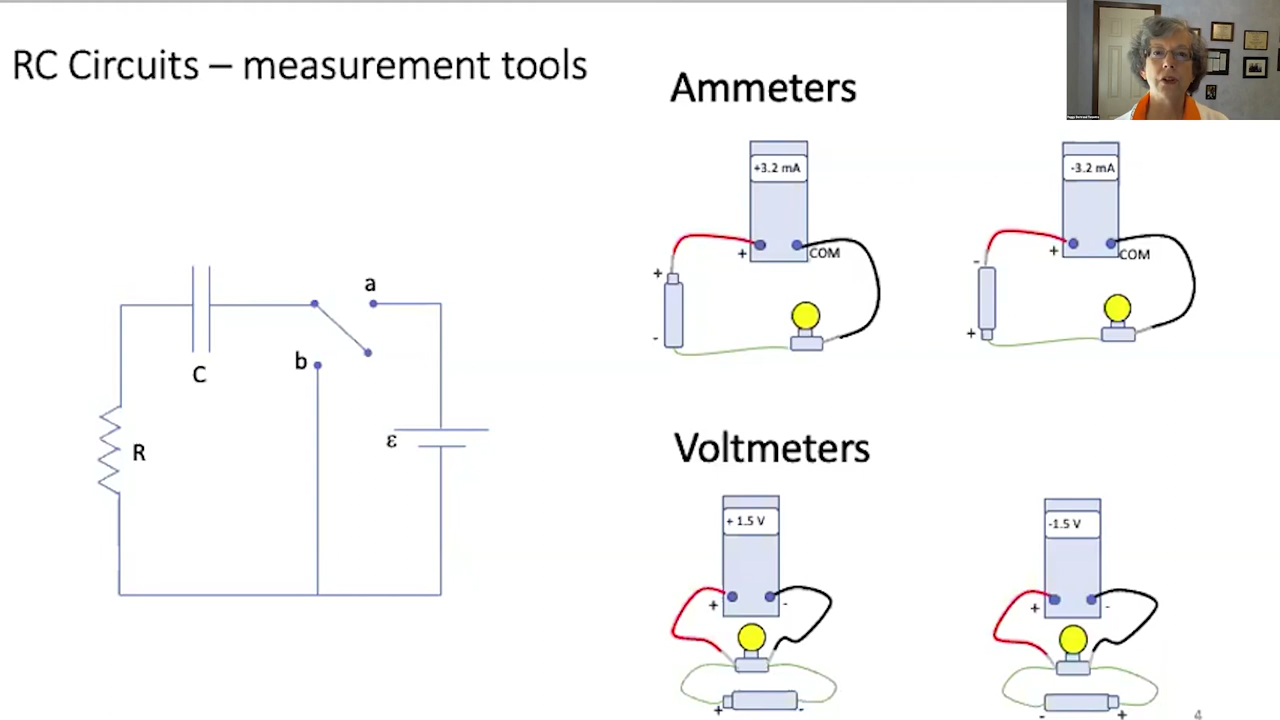 RC Circuits – measurement tools
Ammeters
+3.2 mA
-3.2 mA
+
COM
+
COM
+
-
-
+
a
b
C
R
ε
Voltmeters
+ 1.5 V
-1.5 V
+
-
+
-
+
-
-
+
4